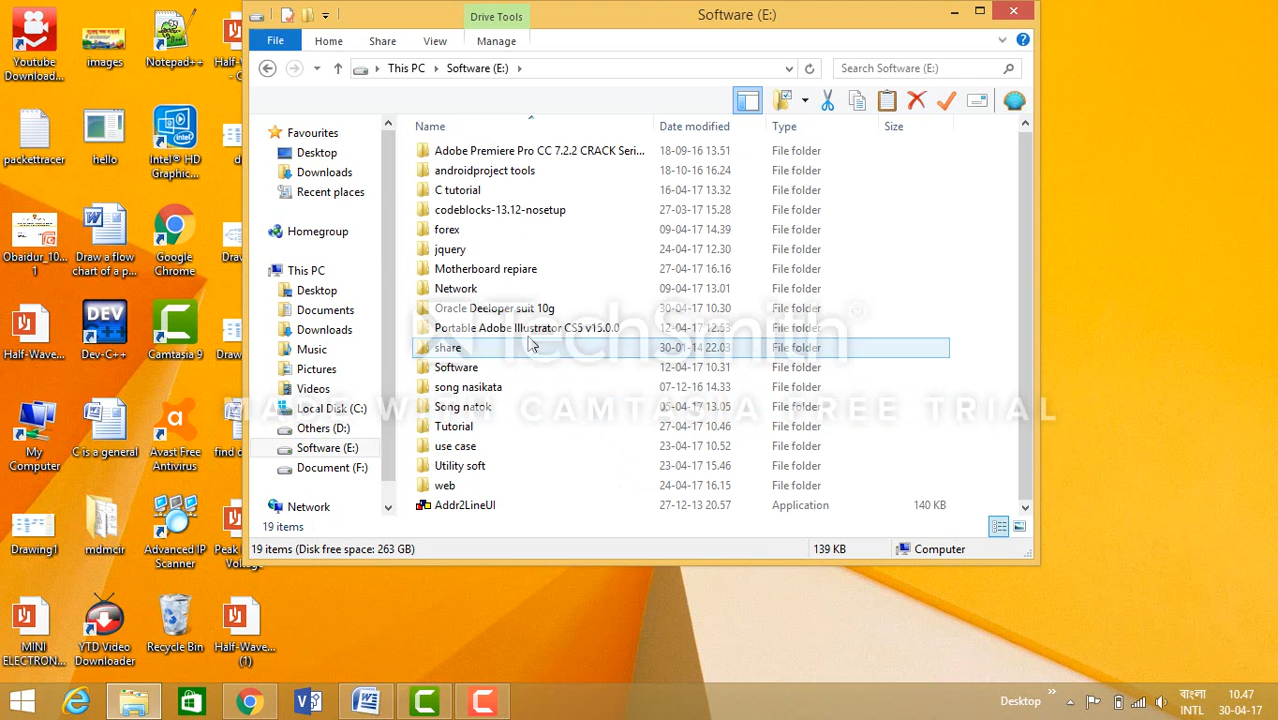 Software (E:)
Drive Tools
File Home Share View Manage
This PC Software (E:)
Search Software (E:)
Favourites
Desktop
Downloads
Recent places
Homegroup
This PC
Desktop
Documents
Downloads
Music
Pictures
Videos
Local Disk (C:)
Others (D:)
Software (E:)
Document (F:)
Network
Name Date modified Type Size
Adobe Premiere Pro CC 7.2.2 CRACK Seri... 18-09-16 13.51 File folder
androidproject tools 18-10-16 16.24 File folder
C tutorial 16-04-17 13.32 File folder
codeblocks-13.12-nosetup 27-03-17 15.28 File folder
forex 09-04-17 14.39 File folder
jquery 24-04-17 12.30 File folder
Motherboard repiare 27-04-17 16.16 File folder
Network 09-04-17 13.01 File folder
Oracle Decloper suit 10g 30-04-17 10.30 File folder
Portable Adobe Illustrator CS5 v15.0.0 12-04-17 12.53 File folder
share 30-01-14 22.03 File folder
Software 12-04-17 10.31 File folder
song nasikata 07-12-16 14.33 File folder
Song natok 05-04-17 13.05 File folder
Tutorial 27-04-17 10.46 File folder
use case 23-04-17 10.52 File folder
Utility soft 23-04-17 15.46 File folder
web 24-04-17 16.15 File folder
Addr2LineUI 27-12-13 20.57 Application 140 KB
19 items
19 items (Disk free space: 263 GB) 139 KB Computer
TechSmith®
MADE WITH CAMTASIA FREE TRIAL
Youtube
Download...
images
Notepad++
Half-W
- C
packettracer
hello
Intel® HD
Graphic...
d
Obaidur_10...
1
Draw a flow
chart of a p...
Google
Chrome
Drav
Half-Wave...
Dev-C++
Camtasia 9
Draw
My
Computer
C is a general
Avast Free
Antivirus
find o
Drawing1
mdmcir
Advanced IP
Scanner
Peak
Voltag
MINI
ELECTRON...
YTD Video
Downloader
Recycle Bin
Half-Wave...
(1)
Desktop
বাংলা
INTL
10.47
30-04-17